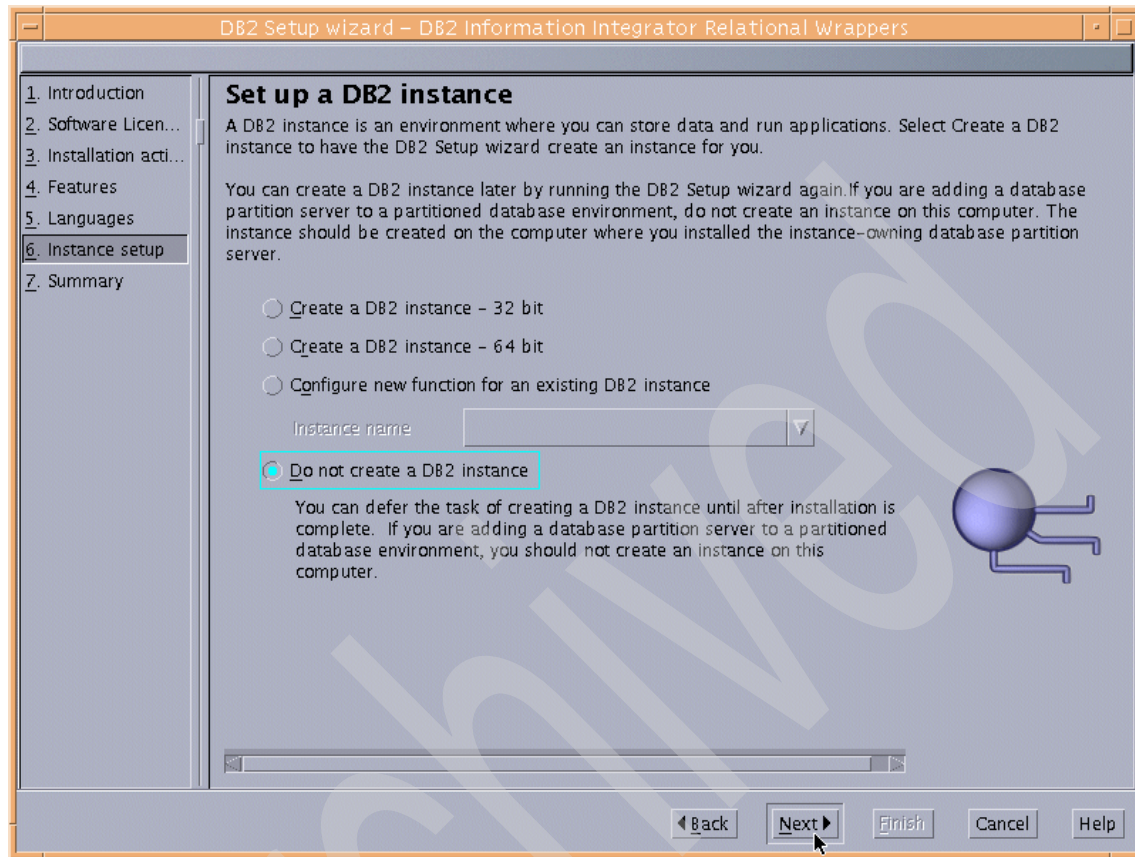 DB2 Setup wizard – DB2 Information Integrator Relational Wrappers
1. Introduction
2. Software Licen...
3. Installation acti...
4. Features
5. Languages
6. Instance setup
7. Summary
Set up a DB2 instance
A DB2 instance is an environment where you can store data and run applications. Select Create a DB2
instance to have the DB2 Setup wizard create an instance for you.
You can create a DB2 instance later by running the DB2 Setup wizard again.If you are adding a database
partition server to a partitioned database environment, do not create an instance on this computer. The
instance should be created on the computer where you installed the instance–owning database partition
server.
Create a DB2 instance – 32 bit
Create a DB2 instance – 64 bit
Configure new function for an existing DB2 instance
Instance name
Do not create a DB2 instance
You can defer the task of creating a DB2 instance until after installation is
complete. If you are adding a database partition server to a partitioned
database environment, you should not create an instance on this
computer.
Back
Next
Finish
Cancel
Help